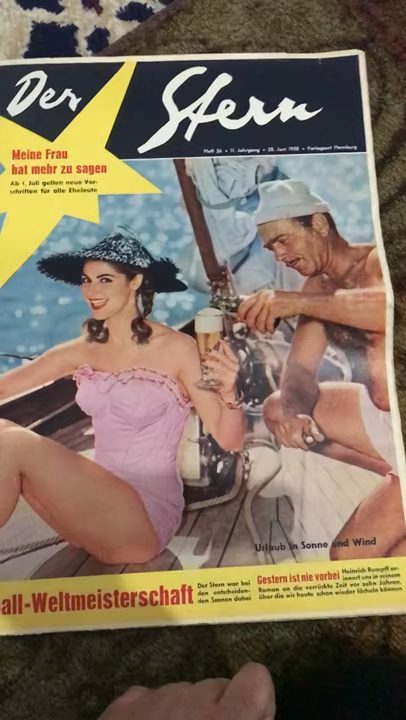 Der Stern
Heft 26 • 11. Jahrgang • 28. Juni 1958 • Verlagsort Hamburg
Meine Frau
hat mehr zu sagen
Ab 1. Juli gelten neue Vor-
schriften für alle Eheleute
Urlaub in Sonne und Wind
all-Weltmeisterschaft
Der Stern war bei
den entscheiden-
den Szenen dabei
Gestern ist nie vorbei Heinrich Rumpff er-
innert uns in seinem
Roman an die verrückte Zeit vor zehn Jahren,
über die wir heute schon wieder lächeln können